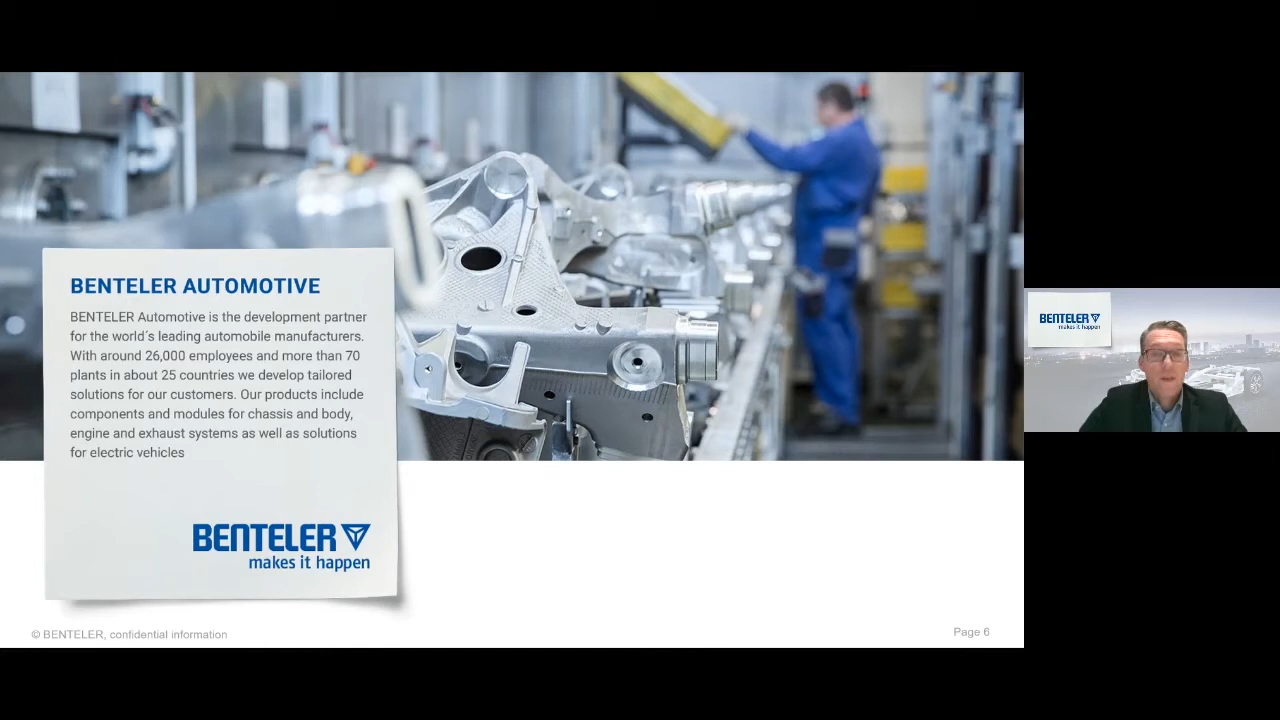 BENTELER AUTOMOTIVE
BENTELER Automotive is the development partner
for the world´s leading automobile manufacturers.
With around 26,000 employees and more than 70
plants in about 25 countries we develop tailored
solutions for our customers. Our products include
components and modules for chassis and body,
engine and exhaust systems as well as solutions
for electric vehicles
BENTELER
makes it happen
© BENTELER, confidential information
Page 6
BENTELER
makes it happen